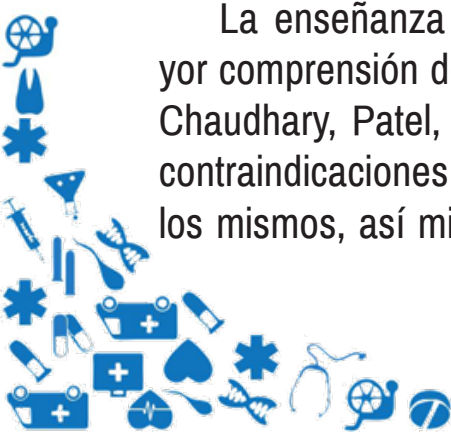 La enseñanza
yor comprensión d
Chaudhary, Patel,
contraindicaciones
los mismos, así mi